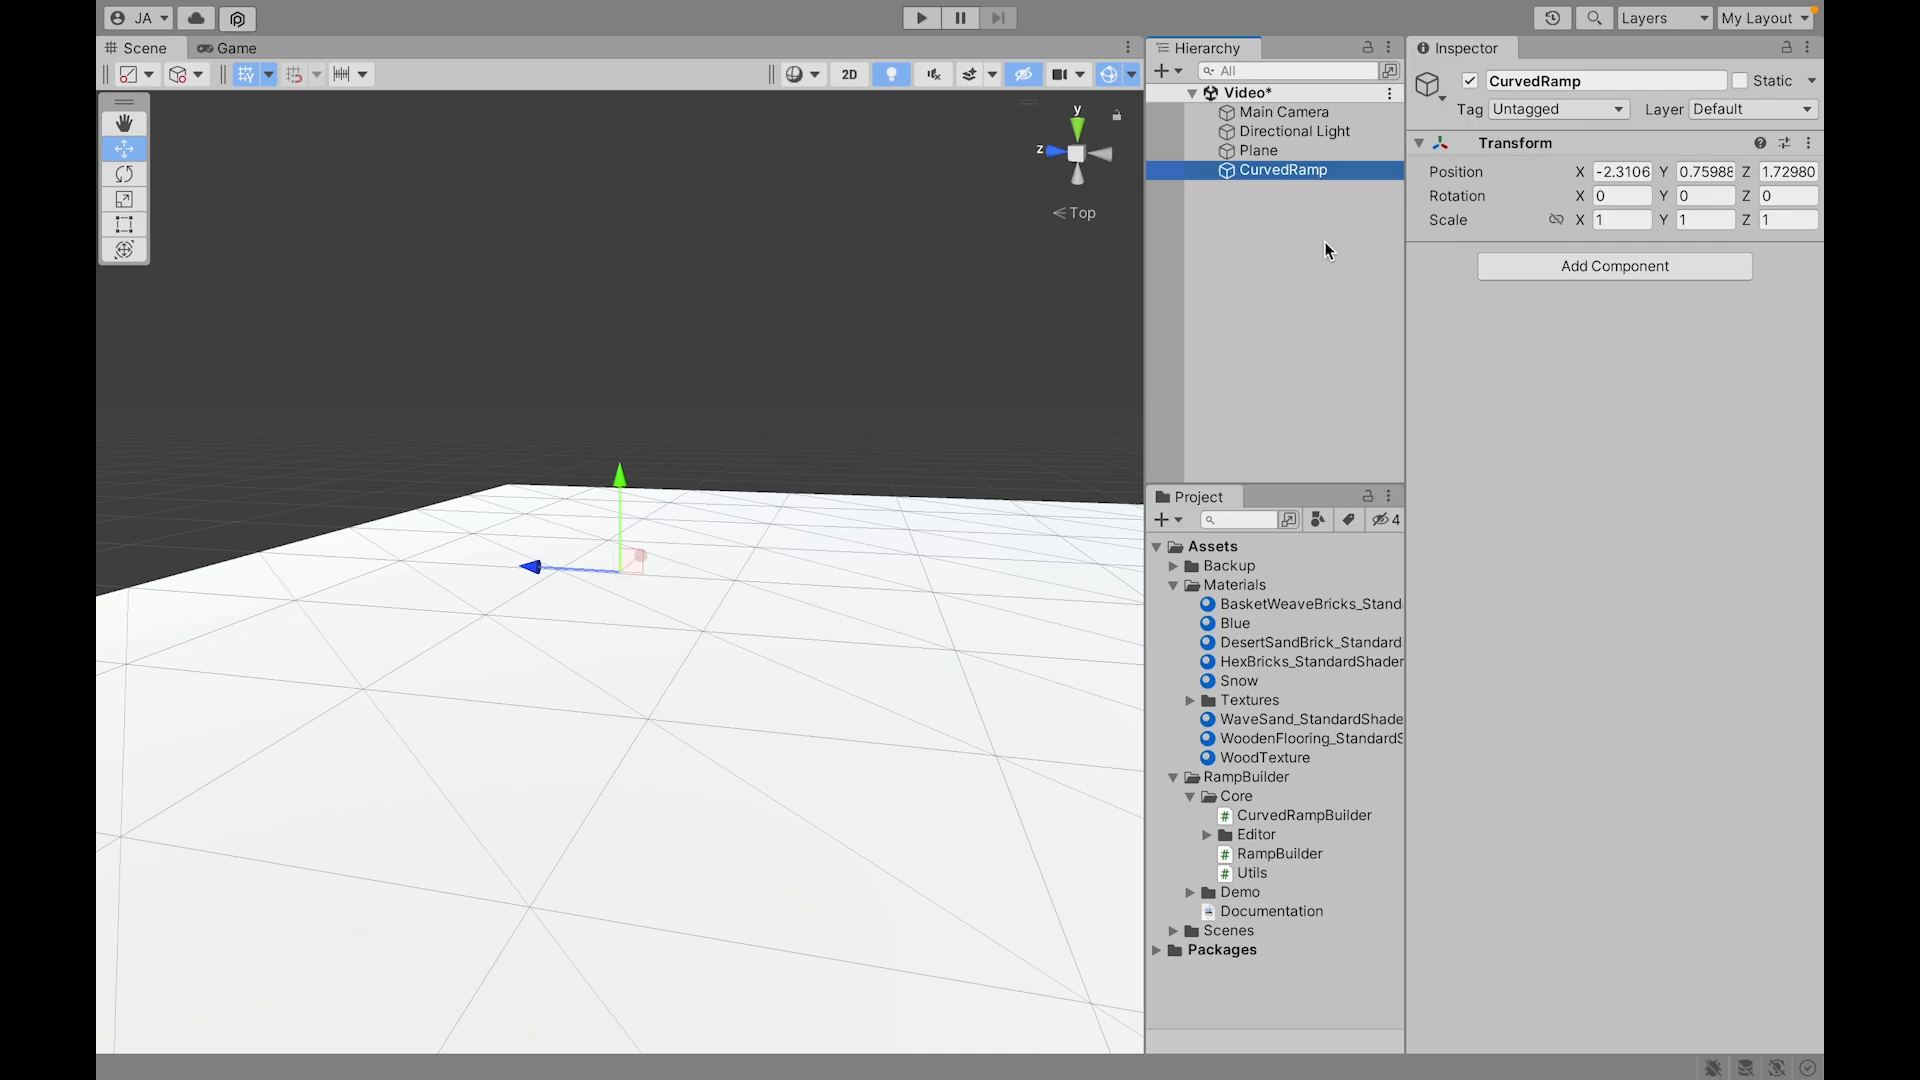 JA
Layers
My Layout
Scene
Game
2D
y
z
Top
Hierarchy
All
Video*
Main Camera
Directional Light
Plane
CurvedRamp
Project
4
Assets
Backup
Materials
BasketWeaveBricks_Stand
Blue
DesertSandBrick_Standard
HexBricks_StandardShader
Snow
Textures
WaveSand_StandardShade
WoodenFlooring_StandardS
WoodTexture
RampBuilder
Core
CurvedRampBuilder
Editor
RampBuilder
Utils
Demo
Documentation
Scenes
Packages
Inspector
CurvedRamp
Static
Tag Untagged Layer Default
Transform
Position X -2.3106 Y 0.75988 Z 1.72980
Rotation X 0 Y 0 Z 0
Scale X 1 Y 1 Z 1
Add Component